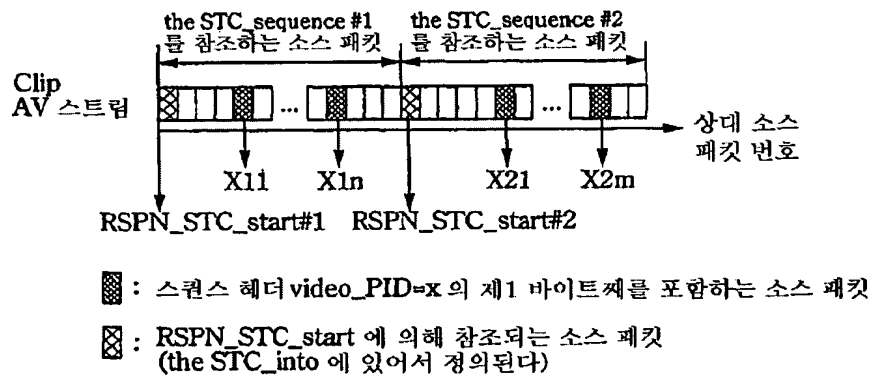 the STC_sequence #1
를 참조하는 소스 패킷
the STC_sequence #2
를 참조하는 소스 패킷
Clip
AV 스트림
...
...
상대 소스
패킷 번호
X11
X1n
X21
X2m
RSPN_STC_start#1
RSPN_STC_start#2
: 스퀀스 헤더 video_PID=x 의 제1 바이트째를 포함하는 소스 패킷
: RSPN_STC_start 에 의해 참조되는 소스 패킷
(the STC_into 에 있어서 정의된다)